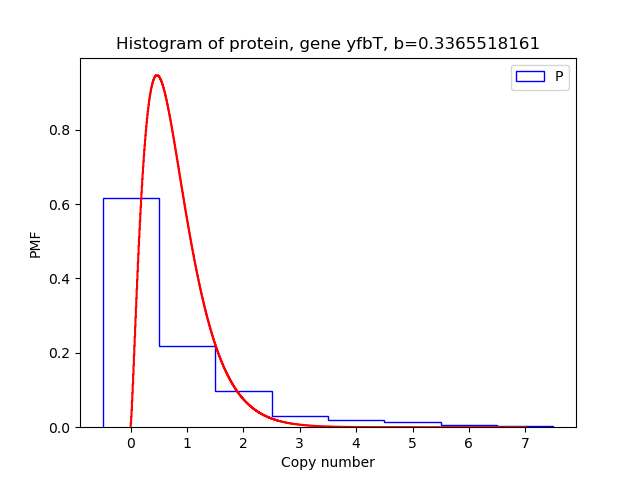 Histogram of protein, gene yfbT, b=0.3365518161
P
PMF
0.8
0.6
0.4
0.2
0.0
0 1 2 3 4 5 6 7
Copy number